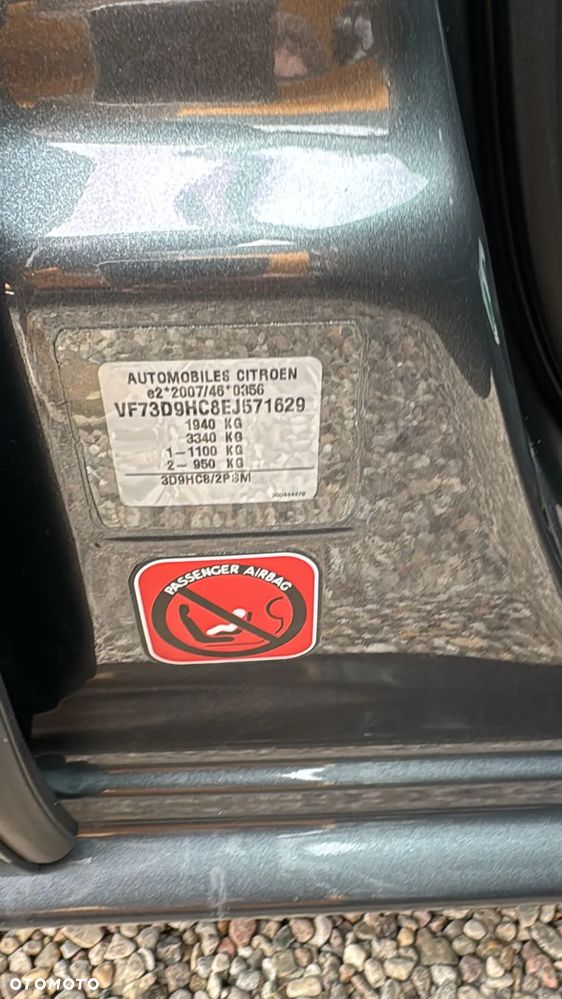 AUTOMOBILES CITROEN
e2*2007/46*0356
VF73D9HC8EJ571629
1940 KG
3340 KG
1-1100 KG
2- 950 KG
3D9HC8/2PBM
PASSENGER AIRBAG
OTOMOTO